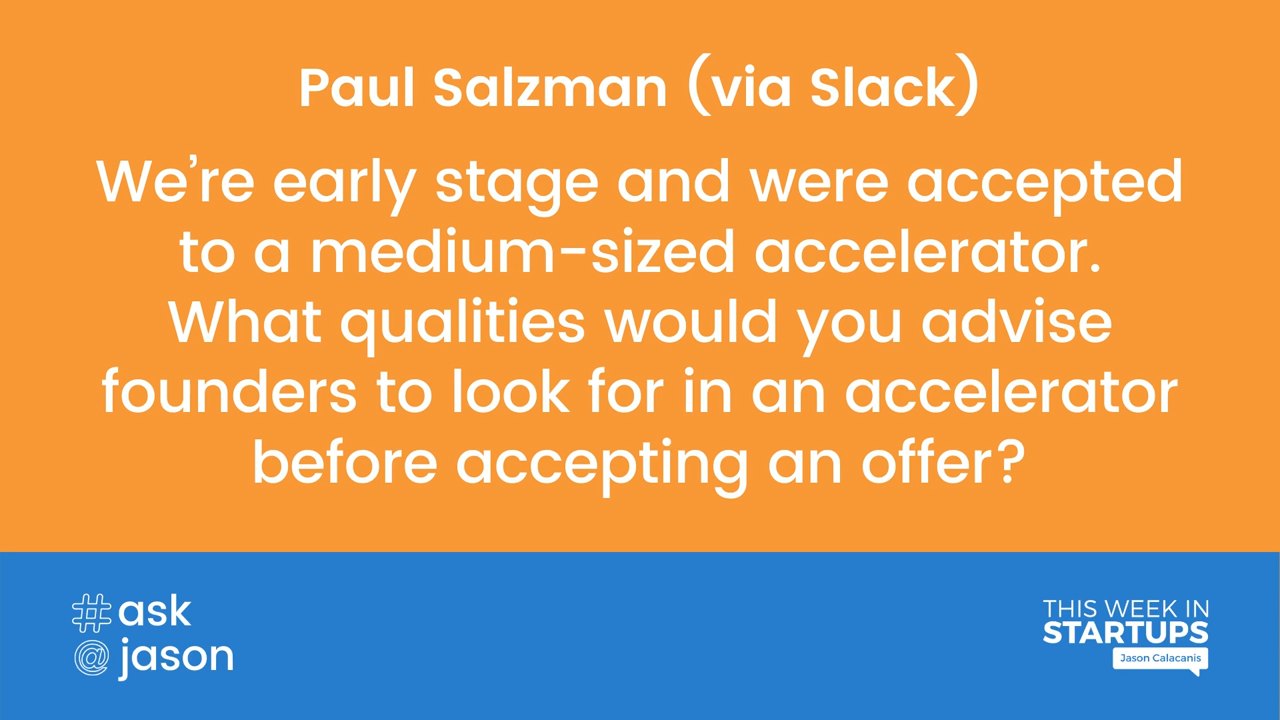 Paul Salzman (via Slack)
We’re early stage and were accepted
to a medium-sized accelerator.
What qualities would you advise
founders to look for in an accelerator
before accepting an offer?
#ask
@jason
THIS WEEK IN
STARTUPS
Jason Calacanis